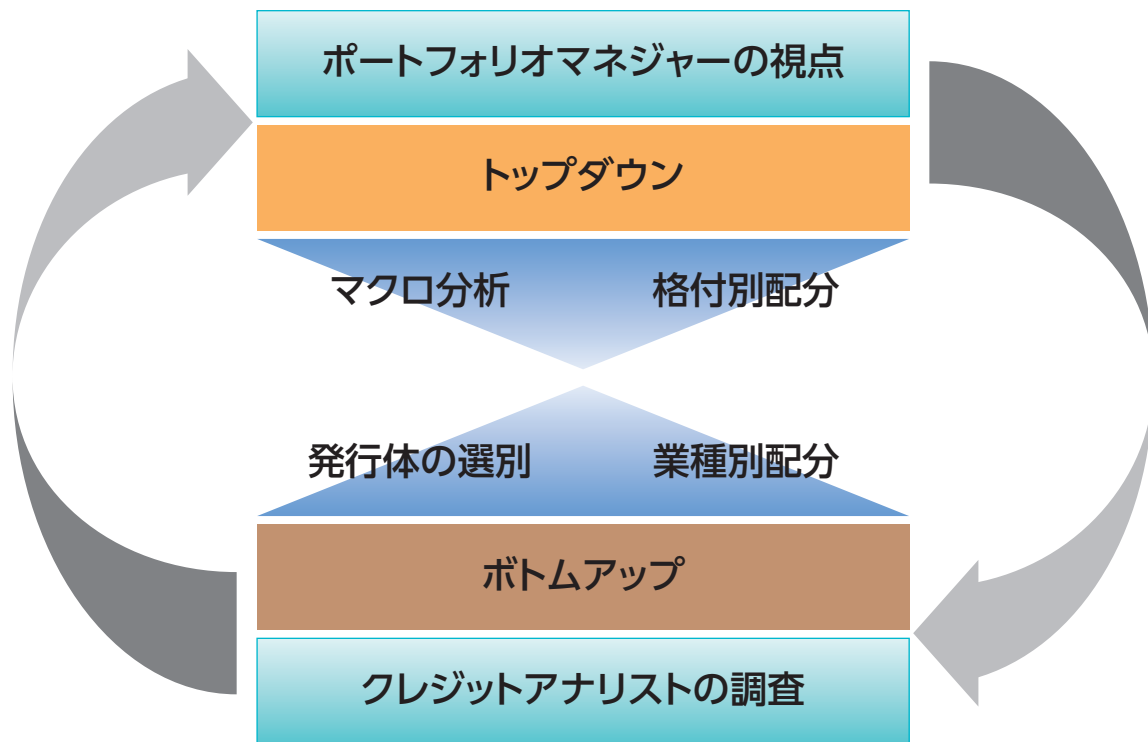 ポートフォリオマネジャーの視点
トップダウン
マクロ分析 格付別配分
発行体の選別 業種別配分
ボトムアップ
クレジットアナリストの調査